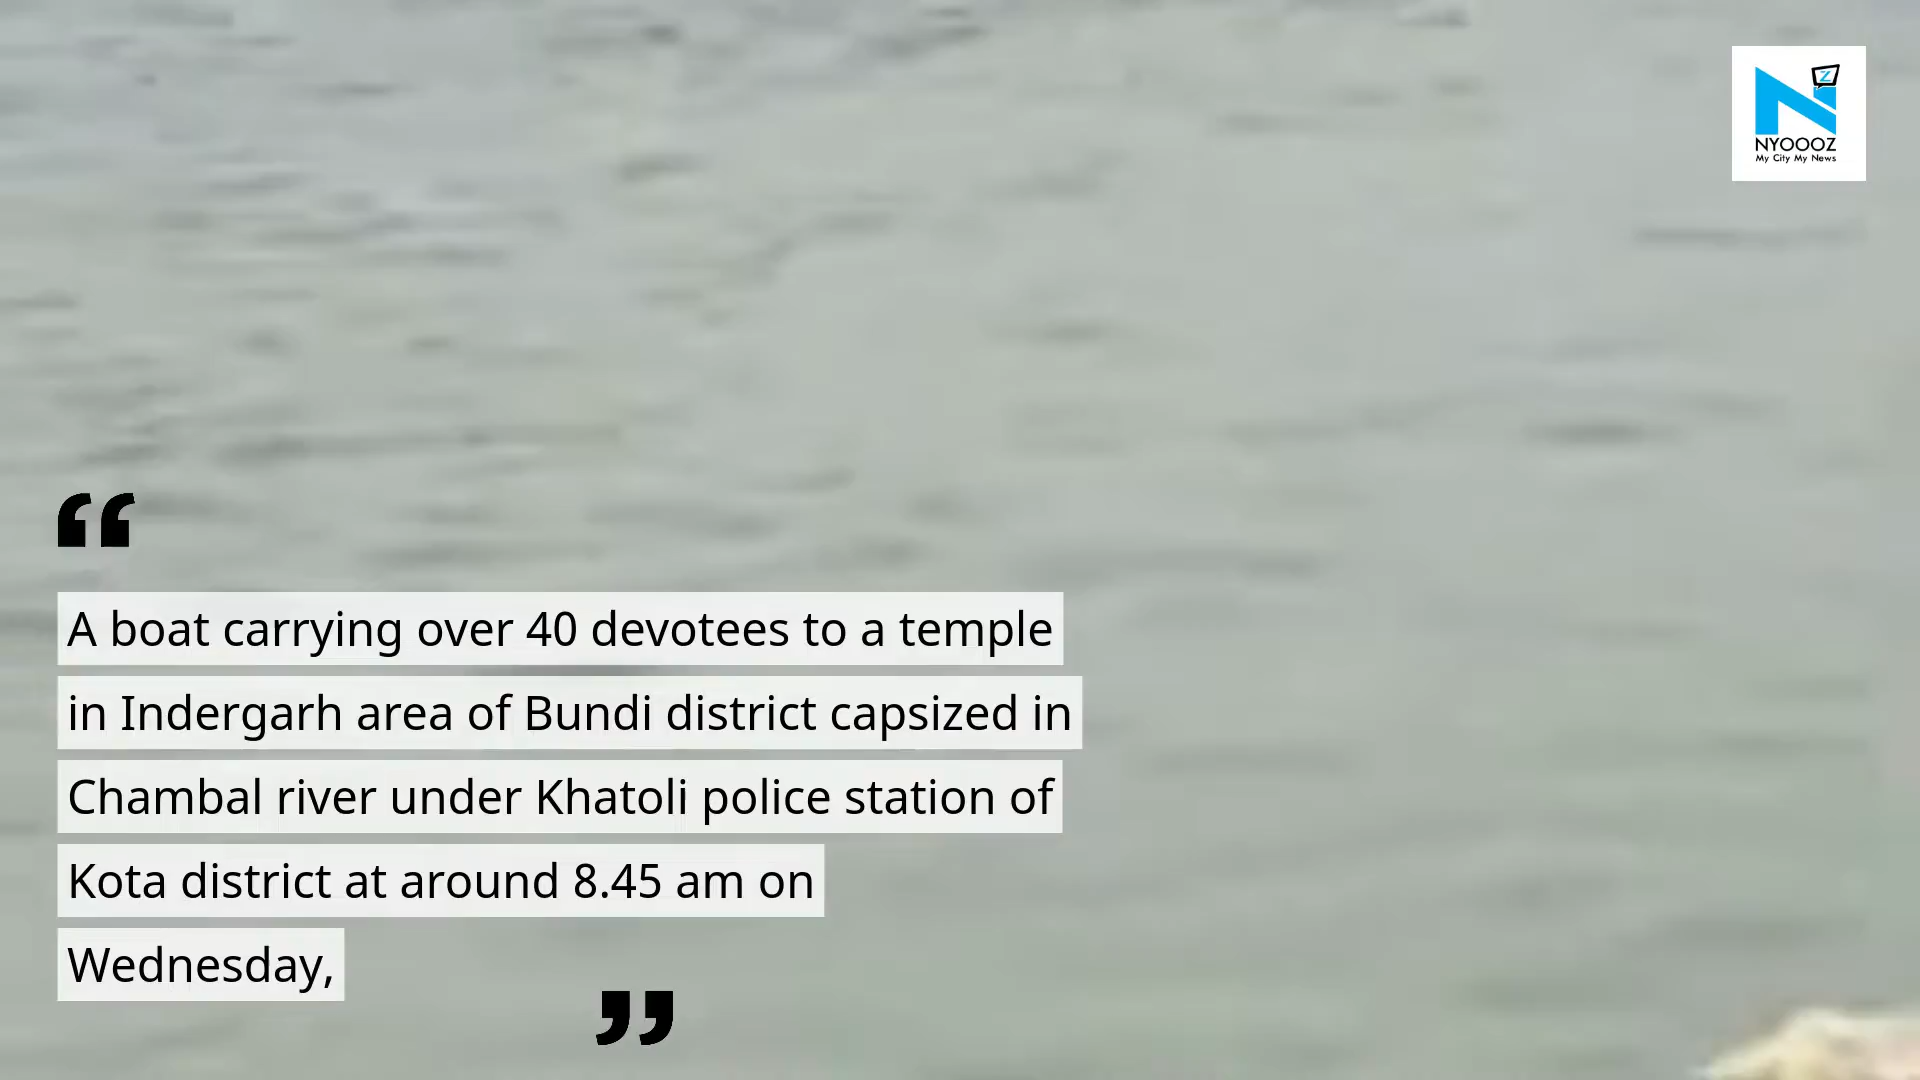 Z
NYOOOZ
My City My News
“
A boat carrying over 40 devotees to a temple
in Indergarh area of Bundi district capsized in
Chambal river under Khatoli police station of
Kota district at around 8.45 am on
Wednesday,
”